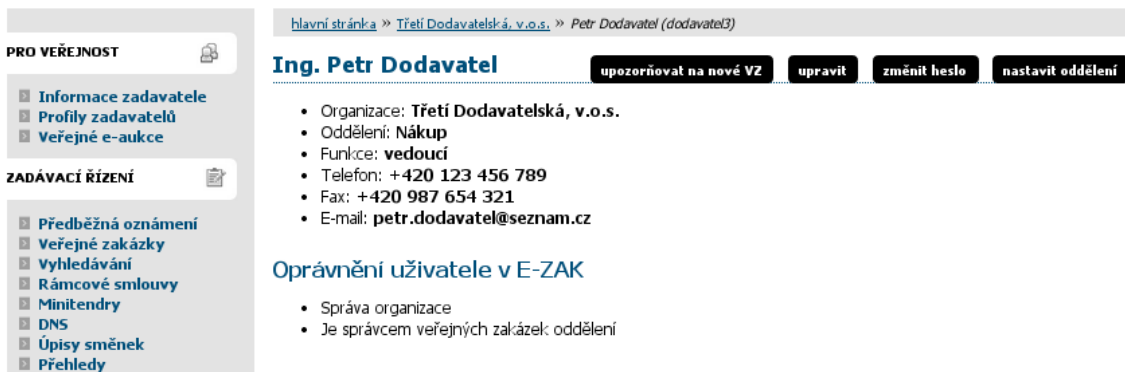 hlavní stránka » Třetí Dodavatelská, v.o.s. » Petr Dodavatel (dodavatel3)
PRO VEŘEJNOST
Informace zadavatele
Profily zadavatelů
Veřejné e-aukce
ZADÁVACÍ ŘÍZENÍ
Předběžná oznámení
Veřejné zakázky
Vyhledávání
Rámcové smlouvy
Minitendry
DNS
Úpisy směnek
Přehledy
Ing. Petr Dodavatel
upozorňovat na nové VZ
upravit
změnit heslo
nastavit oddělení
• Organizace: Třetí Dodavatelská, v.o.s.
• Oddělení: Nákup
• Funkce: vedoucí
• Telefon: +420 123 456 789
• Fax: +420 987 654 321
• E-mail: petr.dodavatel@seznam.cz
Oprávnění uživatele v E-ZAK
• Správa organizace
• Je správcem veřejných zakázek oddělení